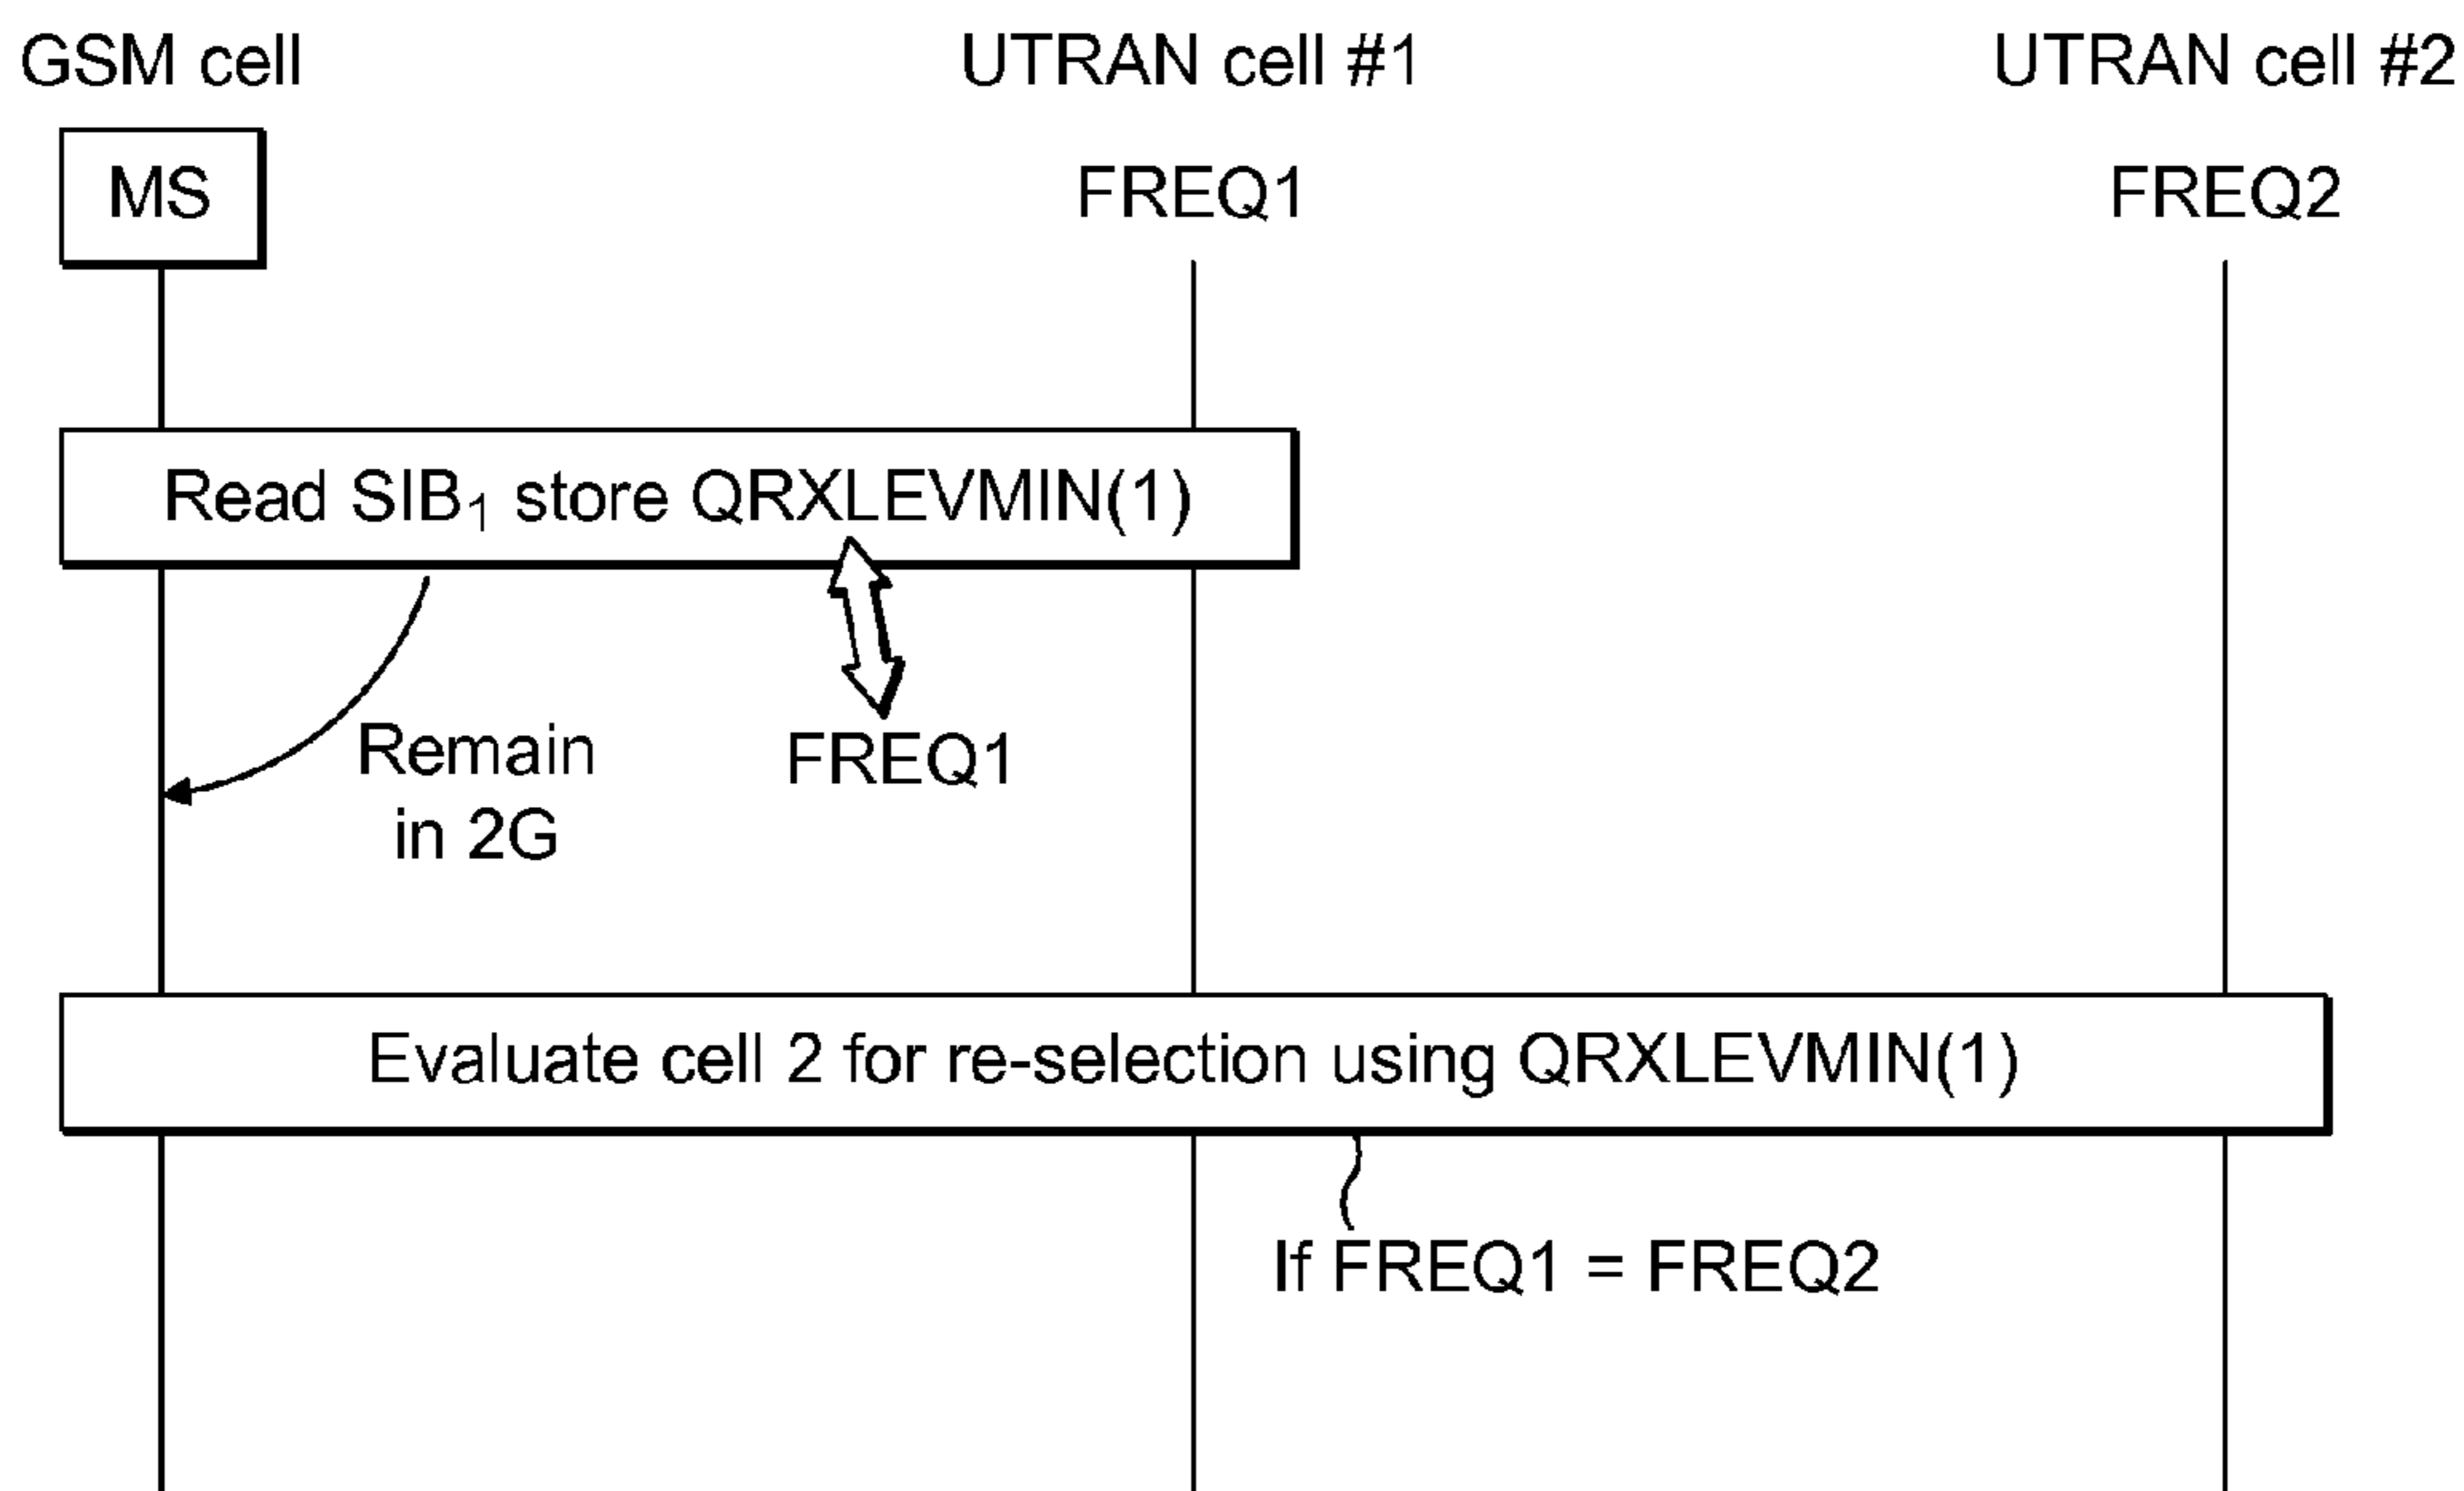 GSM cell
UTRAN cell #1
UTRAN cell #2
MS
FREQ1
FREQ2
Read SIB₁ store QRXLEVMIN(1)
Remain
in 2G
FREQ1
Evaluate cell 2 for re-selection using QRXLEVMIN(1)
If FREQ1 = FREQ2